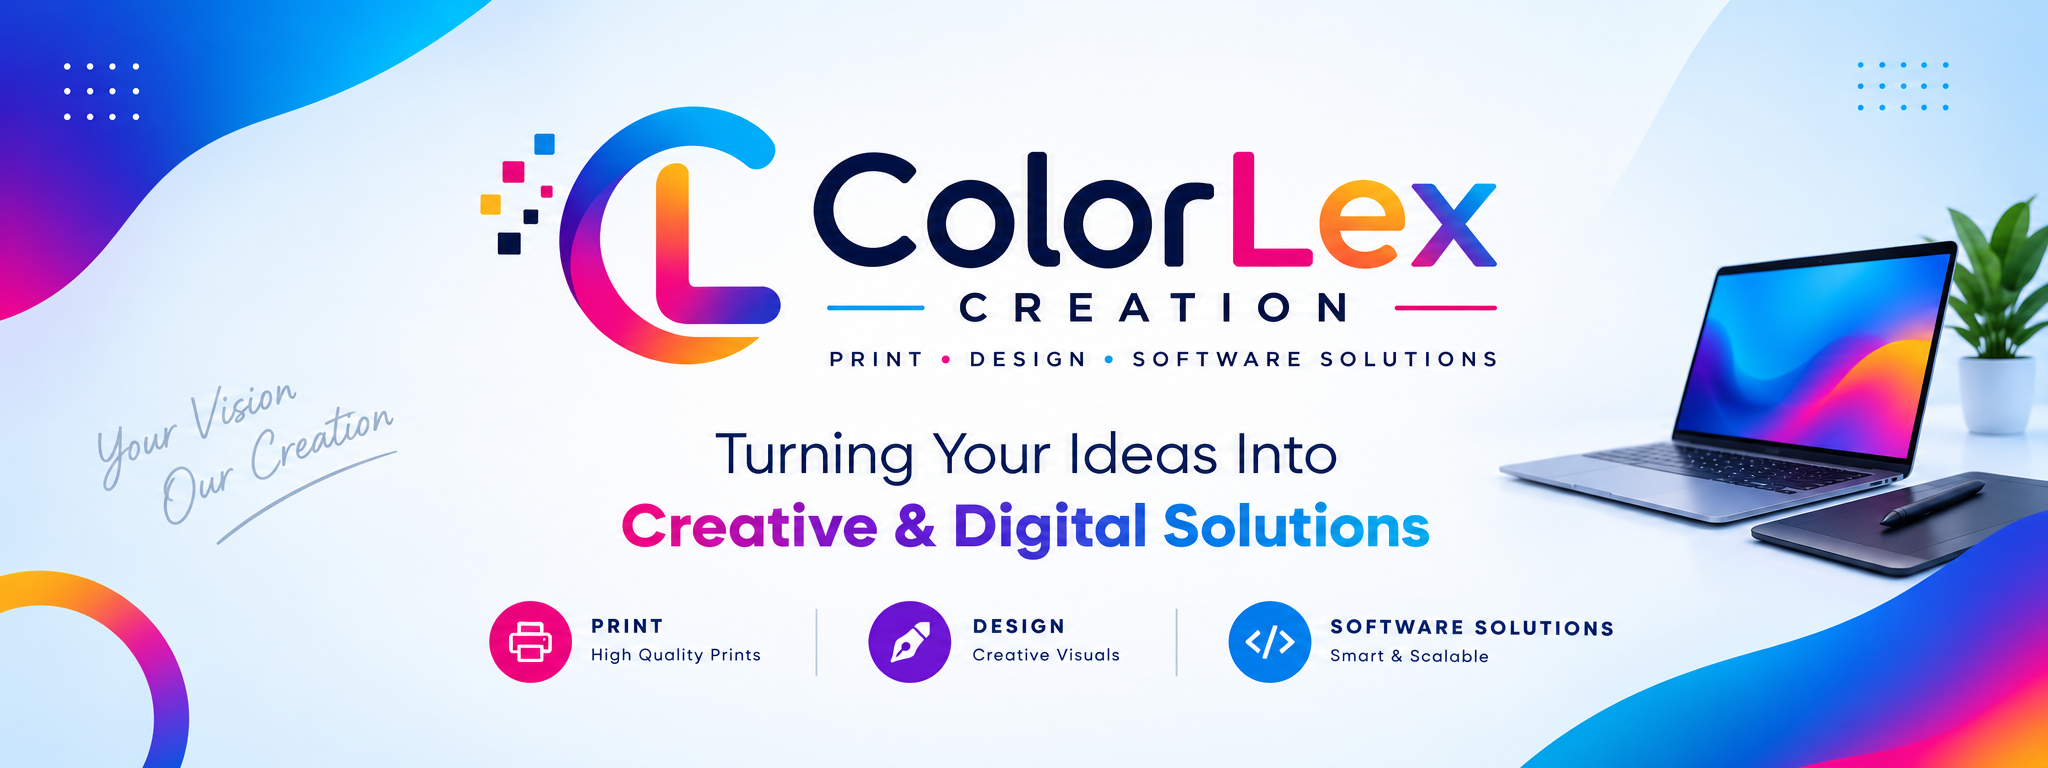 CL
ColorLex
CREATION
PRINT • DESIGN • SOFTWARE SOLUTIONS
Your Vision
Our Creation
Turning Your Ideas Into
Creative & Digital Solutions
PRINT
High Quality Prints
DESIGN
Creative Visuals
</>
SOFTWARE SOLUTIONS
Smart & Scalable